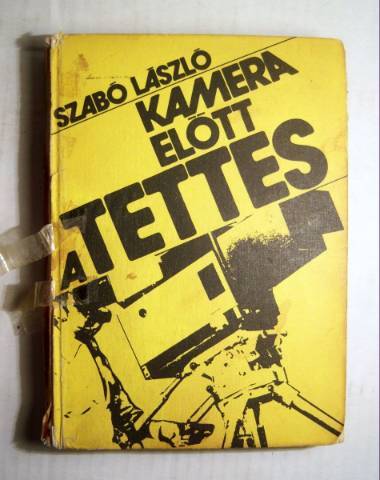 SZABÓ LÁSZLÓ
KAMERA
ELŐTT
A TETTES